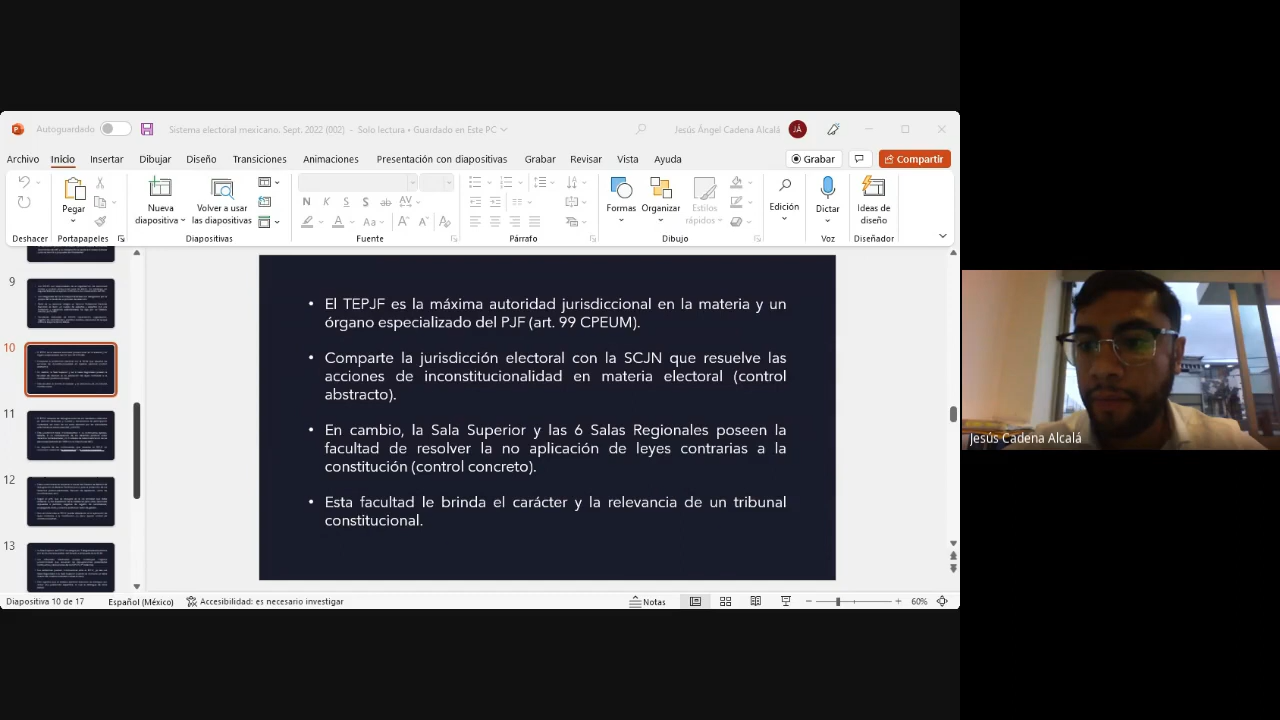 Autoguardado
Sistema electoral mexicano. Sept. 2022 (002) - Solo lectura • Guardado en Este PC
Jesús Ángel Cadena Alcalá
JÁ
Archivo Inicio Insertar Dibujar Diseño Transiciones Animaciones Presentación con diapositivas Grabar Revisar Vista Ayuda
Grabar
Compartir
Pegar
Nueva diapositiva
Volver a usar las diapositivas
N K S S ab AV
Aa A A
Formas
Organizar
Estilos rápidos
Edición
Dictar
Ideas de diseño
Deshacer Portapapeles Diapositivas Fuente Párrafo Dibujo Voz Diseñador
9
10
11
12
13
• El TEPJF es la máxima autoridad jurisdiccional en la materia y un
órgano especializado del PJF (art. 99 CPEUM).
• Comparte la jurisdicción electoral con la SCJN que resuelve las
acciones de inconstitucionalidad en materia electoral (control
abstracto).
• En cambio, la Sala Superior y las 5 Salas Regionales poseen la
facultad de resolver la no aplicación de leyes contrarias a la
constitución (control concreto).
• Esta facultad le brinda el carácter y la relevancia de un tribunal
constitucional.
Jesús Cadena Alcalá
Diapositiva 10 de 17 Español (México) Accesibilidad: es necesario investigar Notas 60%